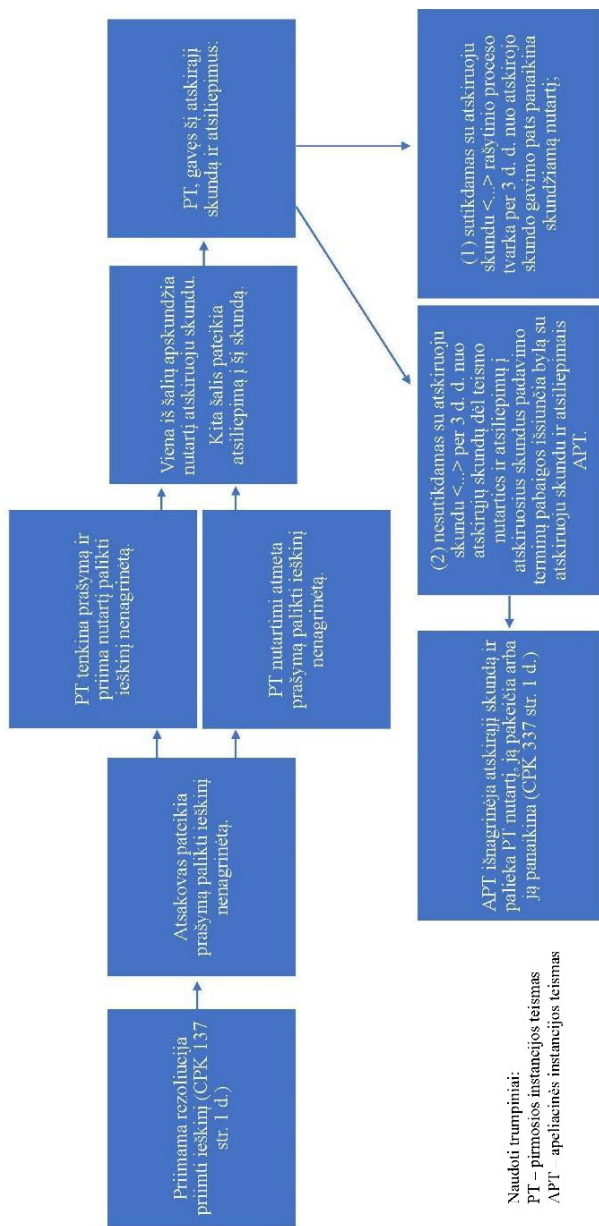 Priimama rezoliucija
priimti ieškinį (CPK 137
str. 1 d.)
Atsakovas pateikia
prašymą palikti ieškinį
nenagrinėtą.
PT tenkina prašymą ir
priima nutartį palikti
ieškinį nenagrinėtą.
PT nutartimi atmeta
prašymą palikti ieškinį
nenagrinėtą.
Viena iš šalių apskundžia
nutartį atskiruoju skundu.
Kita šalis pateikia
atsiliepimą į šį skundą.
PT, gavęs šį atskirąjį
skundą ir atsiliepimus:
(1) sutikdamas su atskiruoju
skundu <...> rašytinio proceso
tvarka per 3 d. d. nuo atskirojo
skundo gavimo pats panaikina
skundžiamą nutartį;
(2) nesutikdamas su atskiruoju
skundu <...> per 3 d. d. nuo
atskirųjų skundų dėl teismo
nutarties ir atsiliepimų į
atskiruosius skundus padavimo
terminų pabaigos išsiunčia bylą su
atskiruoju skundu ir atsiliepimais
APT.
APT išnagrinėja atskirąjį skundą ir
palieka PT nutartį, ją pakeičia arba
ją panaikina (CPK 337 str. 1 d.)
Naudoti trumpiniai:
PT – pirmosios instancijos teismas
APT – apeliacinės instancijos teismas